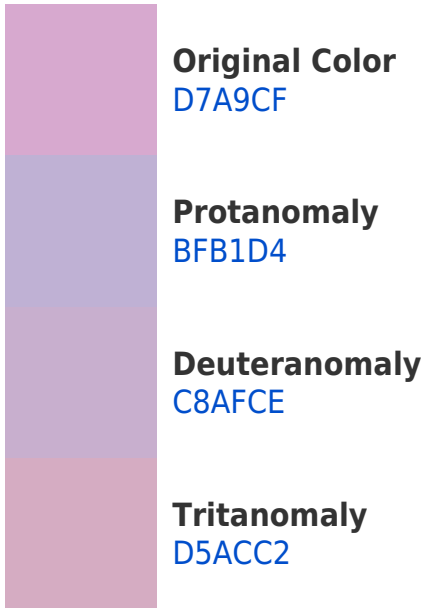 Original Color
D7A9CF
Protanomaly
BFB1D4
Deuteranomaly
C8AFCE
Tritanomaly
D5ACC2